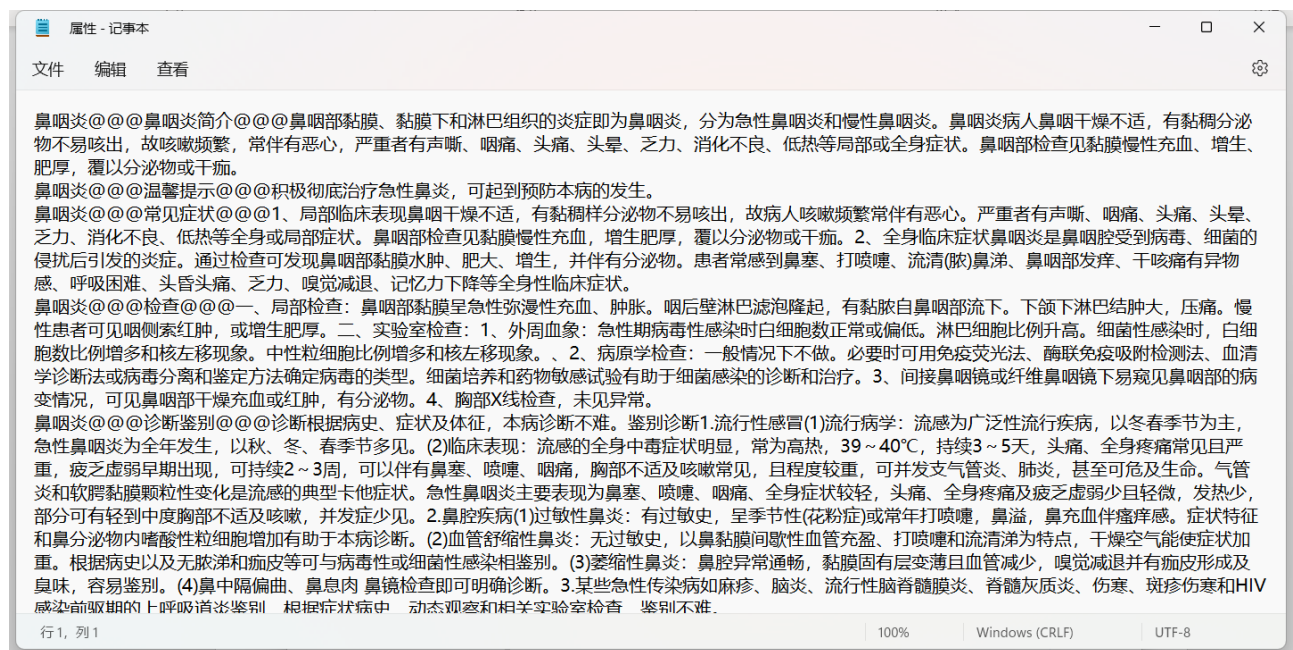 属性 - 记事本
文件 编辑 查看
鼻咽炎@@@鼻咽炎简介@@@鼻咽部黏膜、黏膜下和淋巴组织的炎症即为鼻咽炎，分为急性鼻咽炎和慢性鼻咽炎。鼻咽炎病人鼻咽干燥不适，有黏稠分泌
物不易咳出，故咳嗽频繁，常伴有恶心，严重者有声嘶、咽痛、头痛、头晕、乏力、消化不良、低热等局部或全身症状。鼻咽部检查见黏膜慢性充血、增生、
肥厚，覆以分泌物或干痂。
鼻咽炎@@@温馨提示@@@积极彻底治疗急性鼻炎，可起到预防本病的发生。
鼻咽炎@@@常见症状@@@1、局部临床表现鼻咽干燥不适，有黏稠样分泌物不易咳出，故病人咳嗽频繁常伴有恶心。严重者有声嘶、咽痛、头痛、头晕、
乏力、消化不良、低热等全身或局部症状。鼻咽部检查见黏膜慢性充血，增生肥厚，覆以分泌物或干痂。2、全身临床症状鼻咽炎是鼻咽腔受到病毒、细菌的
侵扰后引发的炎症。通过检查可发现鼻咽部黏膜水肿、肥大、增生，并伴有分泌物。患者常感到鼻塞、打喷嚏、流清(脓)鼻涕、鼻咽部发痒、干咳痛有异物
感、呼吸困难、头昏头痛、乏力、嗅觉减退、记忆力下降等全身性临床症状。
鼻咽炎@@@检查@@@一、局部检查：鼻咽部黏膜呈急性弥漫性充血、肿胀。咽后壁淋巴滤泡隆起，有黏脓自鼻咽部流下。下颌下淋巴结肿大，压痛。慢
性患者可见咽侧索红肿，或增生肥厚。二、实验室检查：1、外周血象：急性期病毒性感染时白细胞数正常或偏低。淋巴细胞比例升高。细菌性感染时，白细
胞数比例增多和核左移现象。中性粒细胞比例增多和核左移现象。、2、病原学检查：一般情况下不做。必要时可用免疫荧光法、酶联免疫吸附检测法、血清
学诊断法或病毒分离和鉴定方法确定病毒的类型。细菌培养和药物敏感试验有助于细菌感染的诊断和治疗。3、间接鼻咽镜或纤维鼻咽镜下易窥见鼻咽部的病
变情况，可见鼻咽部干燥充血或红肿，有分泌物。4、胸部X线检查，未见异常。
鼻咽炎@@@诊断鉴别@@@诊断根据病史、症状及体征，本病诊断不难。鉴别诊断1.流行性感冒(1)流行病学：流感为广泛性流行疾病，以冬春季节为主，
急性鼻咽炎为全年发生，以秋、冬、春季节多见。(2)临床表现：流感的全身中毒症状明显，常为高热，39～40℃，持续3～5天，头痛、全身疼痛常见且严
重，疲乏虚弱早期出现，可持续2～3周，可以伴有鼻塞、喷嚏、咽痛，胸部不适及咳嗽常见，且程度较重，可并发支气管炎、肺炎，甚至可危及生命。气管
炎和软腭黏膜颗粒性变化是流感的典型卡他症状。急性鼻咽炎主要表现为鼻塞、喷嚏、咽痛、全身症状较轻，头痛、全身疼痛及疲乏虚弱少且轻微，发热少，
部分可有轻到中度胸部不适及咳嗽，并发症少见。2.鼻腔疾病(1)过敏性鼻炎：有过敏史，呈季节性(花粉症)或常年打喷嚏，鼻溢，鼻充血伴瘙痒感。症状特征
和鼻分泌物内嗜酸性粒细胞增加有助于本病诊断。(2)血管舒缩性鼻炎：无过敏史，以鼻黏膜间歇性血管充盈、打喷嚏和流清涕为特点，干燥空气能使症状加
重。根据病史以及无脓涕和痂皮等可与病毒性或细菌性感染相鉴别。(3)萎缩性鼻炎：鼻腔异常通畅，黏膜固有层变薄且血管减少，嗅觉减退并有痂皮形成及
臭味，容易鉴别。(4)鼻中隔偏曲、鼻息肉 鼻镜检查即可明确诊断。3.某些急性传染病如麻疹、脑炎、流行性脑脊髓膜炎、脊髓灰质炎、伤寒、斑疹伤寒和HIV
感染前驱期的上呼吸道炎鉴别，根据症状病史，动态观察和相关实验室检查，鉴别不难。
行 1，列 1 100% Windows (CRLF) UTF-8